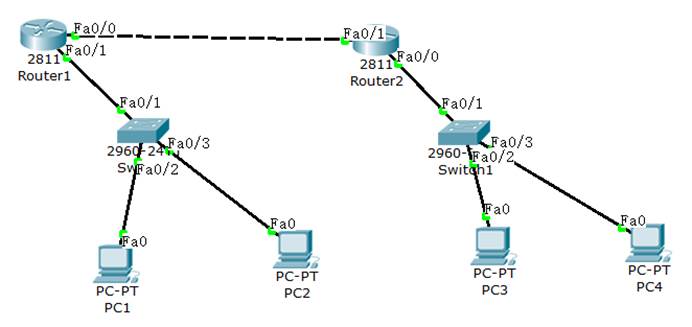 Fa0/0
2811
Fa0/1
Router1
Fa0/1
2811
Fa0/0
Router2
Fa0/1
2960-24
Fa0/3
Fa0/2
Fa0/1
2960-
Fa0/3
Fa0/2
Switch1
Fa0
PC-PT
PC1
Fa0
PC-PT
PC2
Fa0
PC-PT
PC3
Fa0
PC-PT
PC4